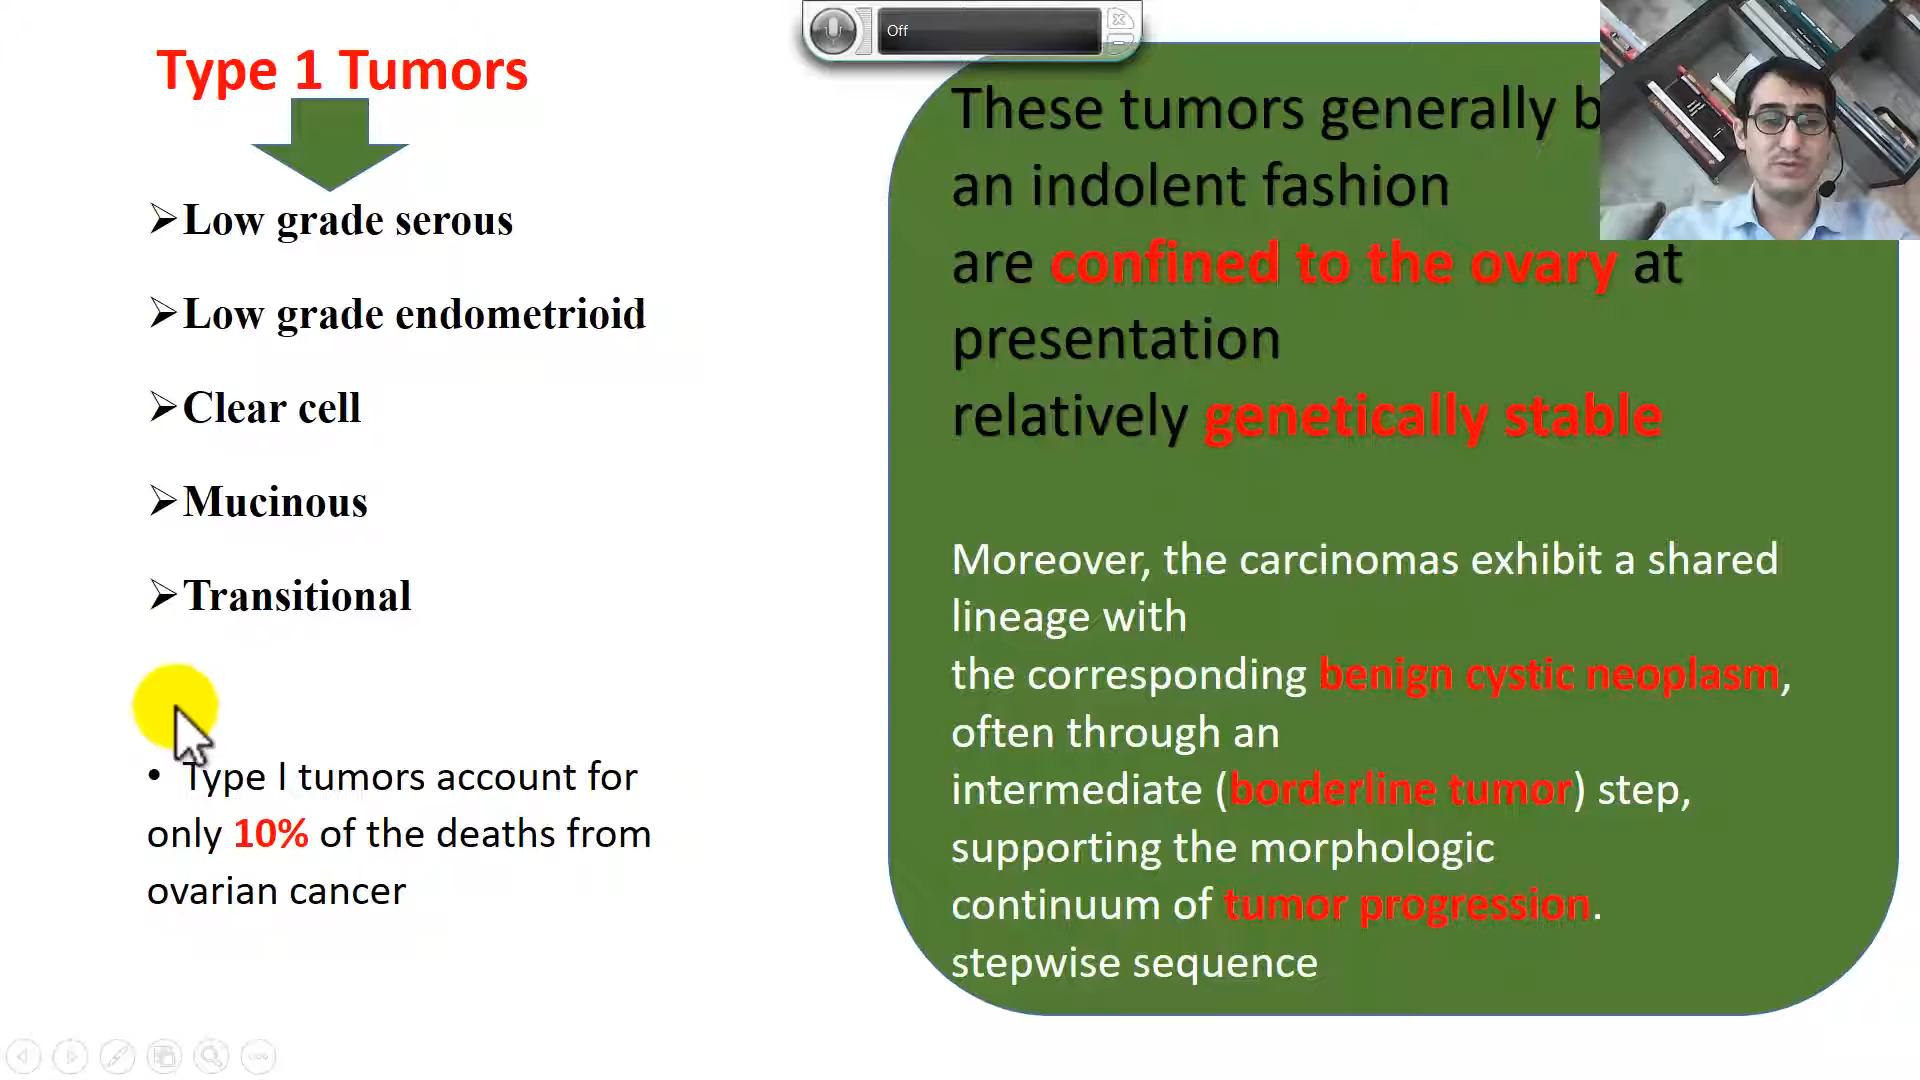 Off
Type 1 Tumors
➢Low grade serous
➢Low grade endometrioid
➢Clear cell
➢Mucinous
➢Transitional
• Type I tumors account for
only 10% of the deaths from
ovarian cancer
These tumors generally
an indolent fashion
are confined to the ovary at
presentation
relatively genetically stable
Moreover, the carcinomas exhibit a shared
lineage with
the corresponding benign cystic neoplasm,
often through an
intermediate (borderline tumor) step,
supporting the morphologic
continuum of tumor progression.
stepwise sequence